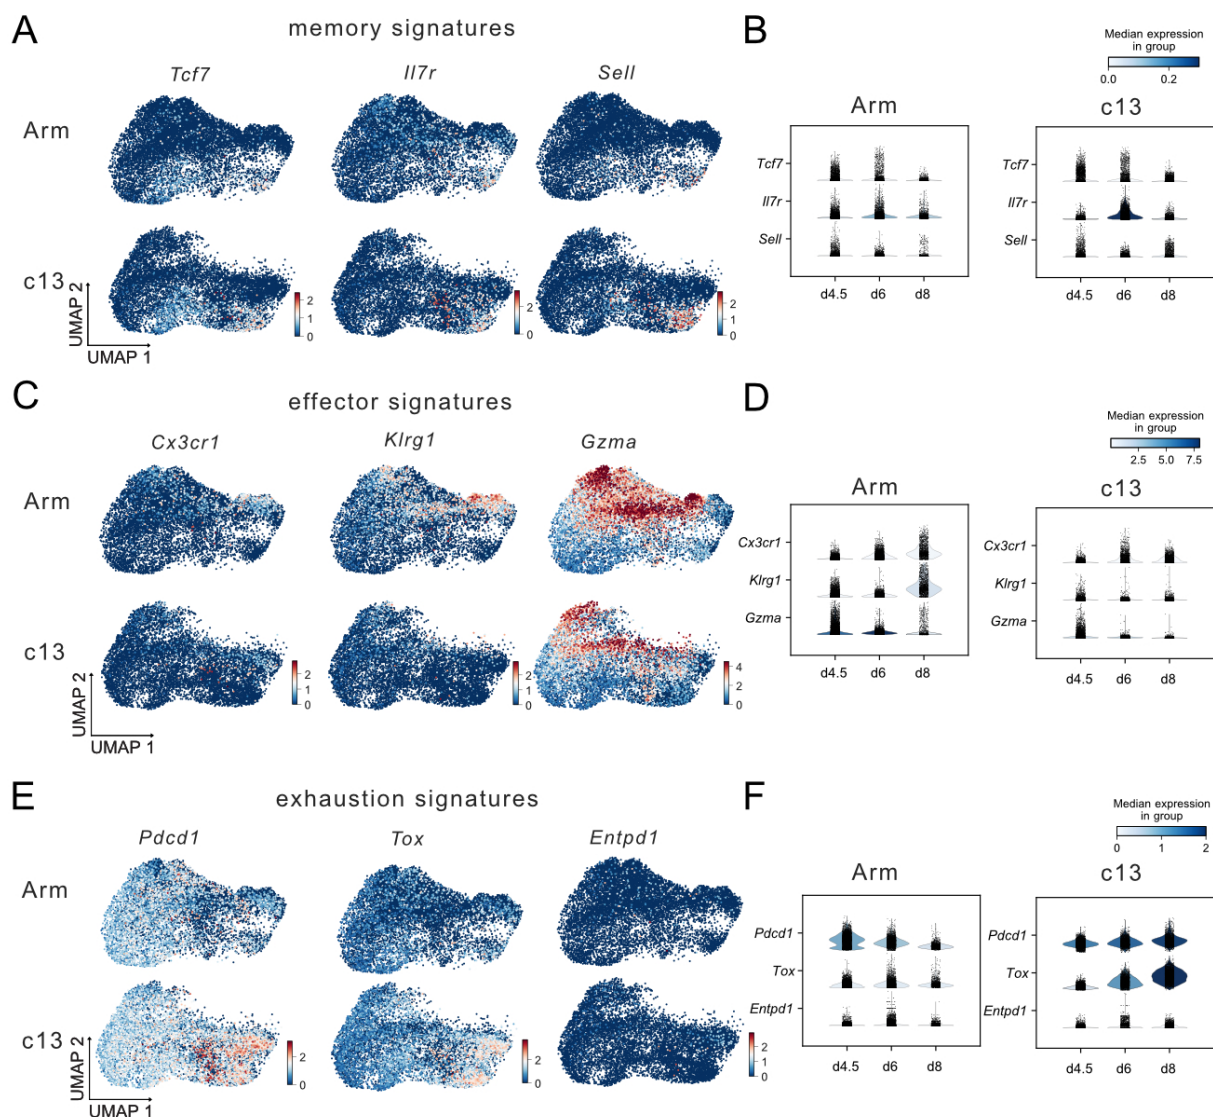 A
memory signatures
Tcf7 Il7r Sell
Arm
c13
UMAP 2
UMAP 1
2
1
0
2
0
2
1
0
B
Median expression
in group
0.0 0.2
Arm c13
Tcf7
Il7r
Sell
d4.5 d6 d8
Tcf7
Il7r
Sell
d4.5 d6 d8
C
effector signatures
Cx3cr1 Klrg1 Gzma
Arm
c13
UMAP 2
UMAP 1
2
1
0
2
1
0
4
2
0
D
Median expression
in group
2.5 5.0 7.5
Arm c13
Cx3cr1
Klrg1
Gzma
d4.5 d6 d8
Cx3cr1
Klrg1
Gzma
d4.5 d6 d8
E
exhaustion signatures
Pdcd1 Tox Entpd1
Arm
c13
UMAP 2
UMAP 1
2
1
0
2
1
0
2
1
0
F
Median expression
in group
0 1 2
Arm c13
Pdcd1
Tox
Entpd1
d4.5 d6 d8
Pdcd1
Tox
Entpd1
d4.5 d6 d8